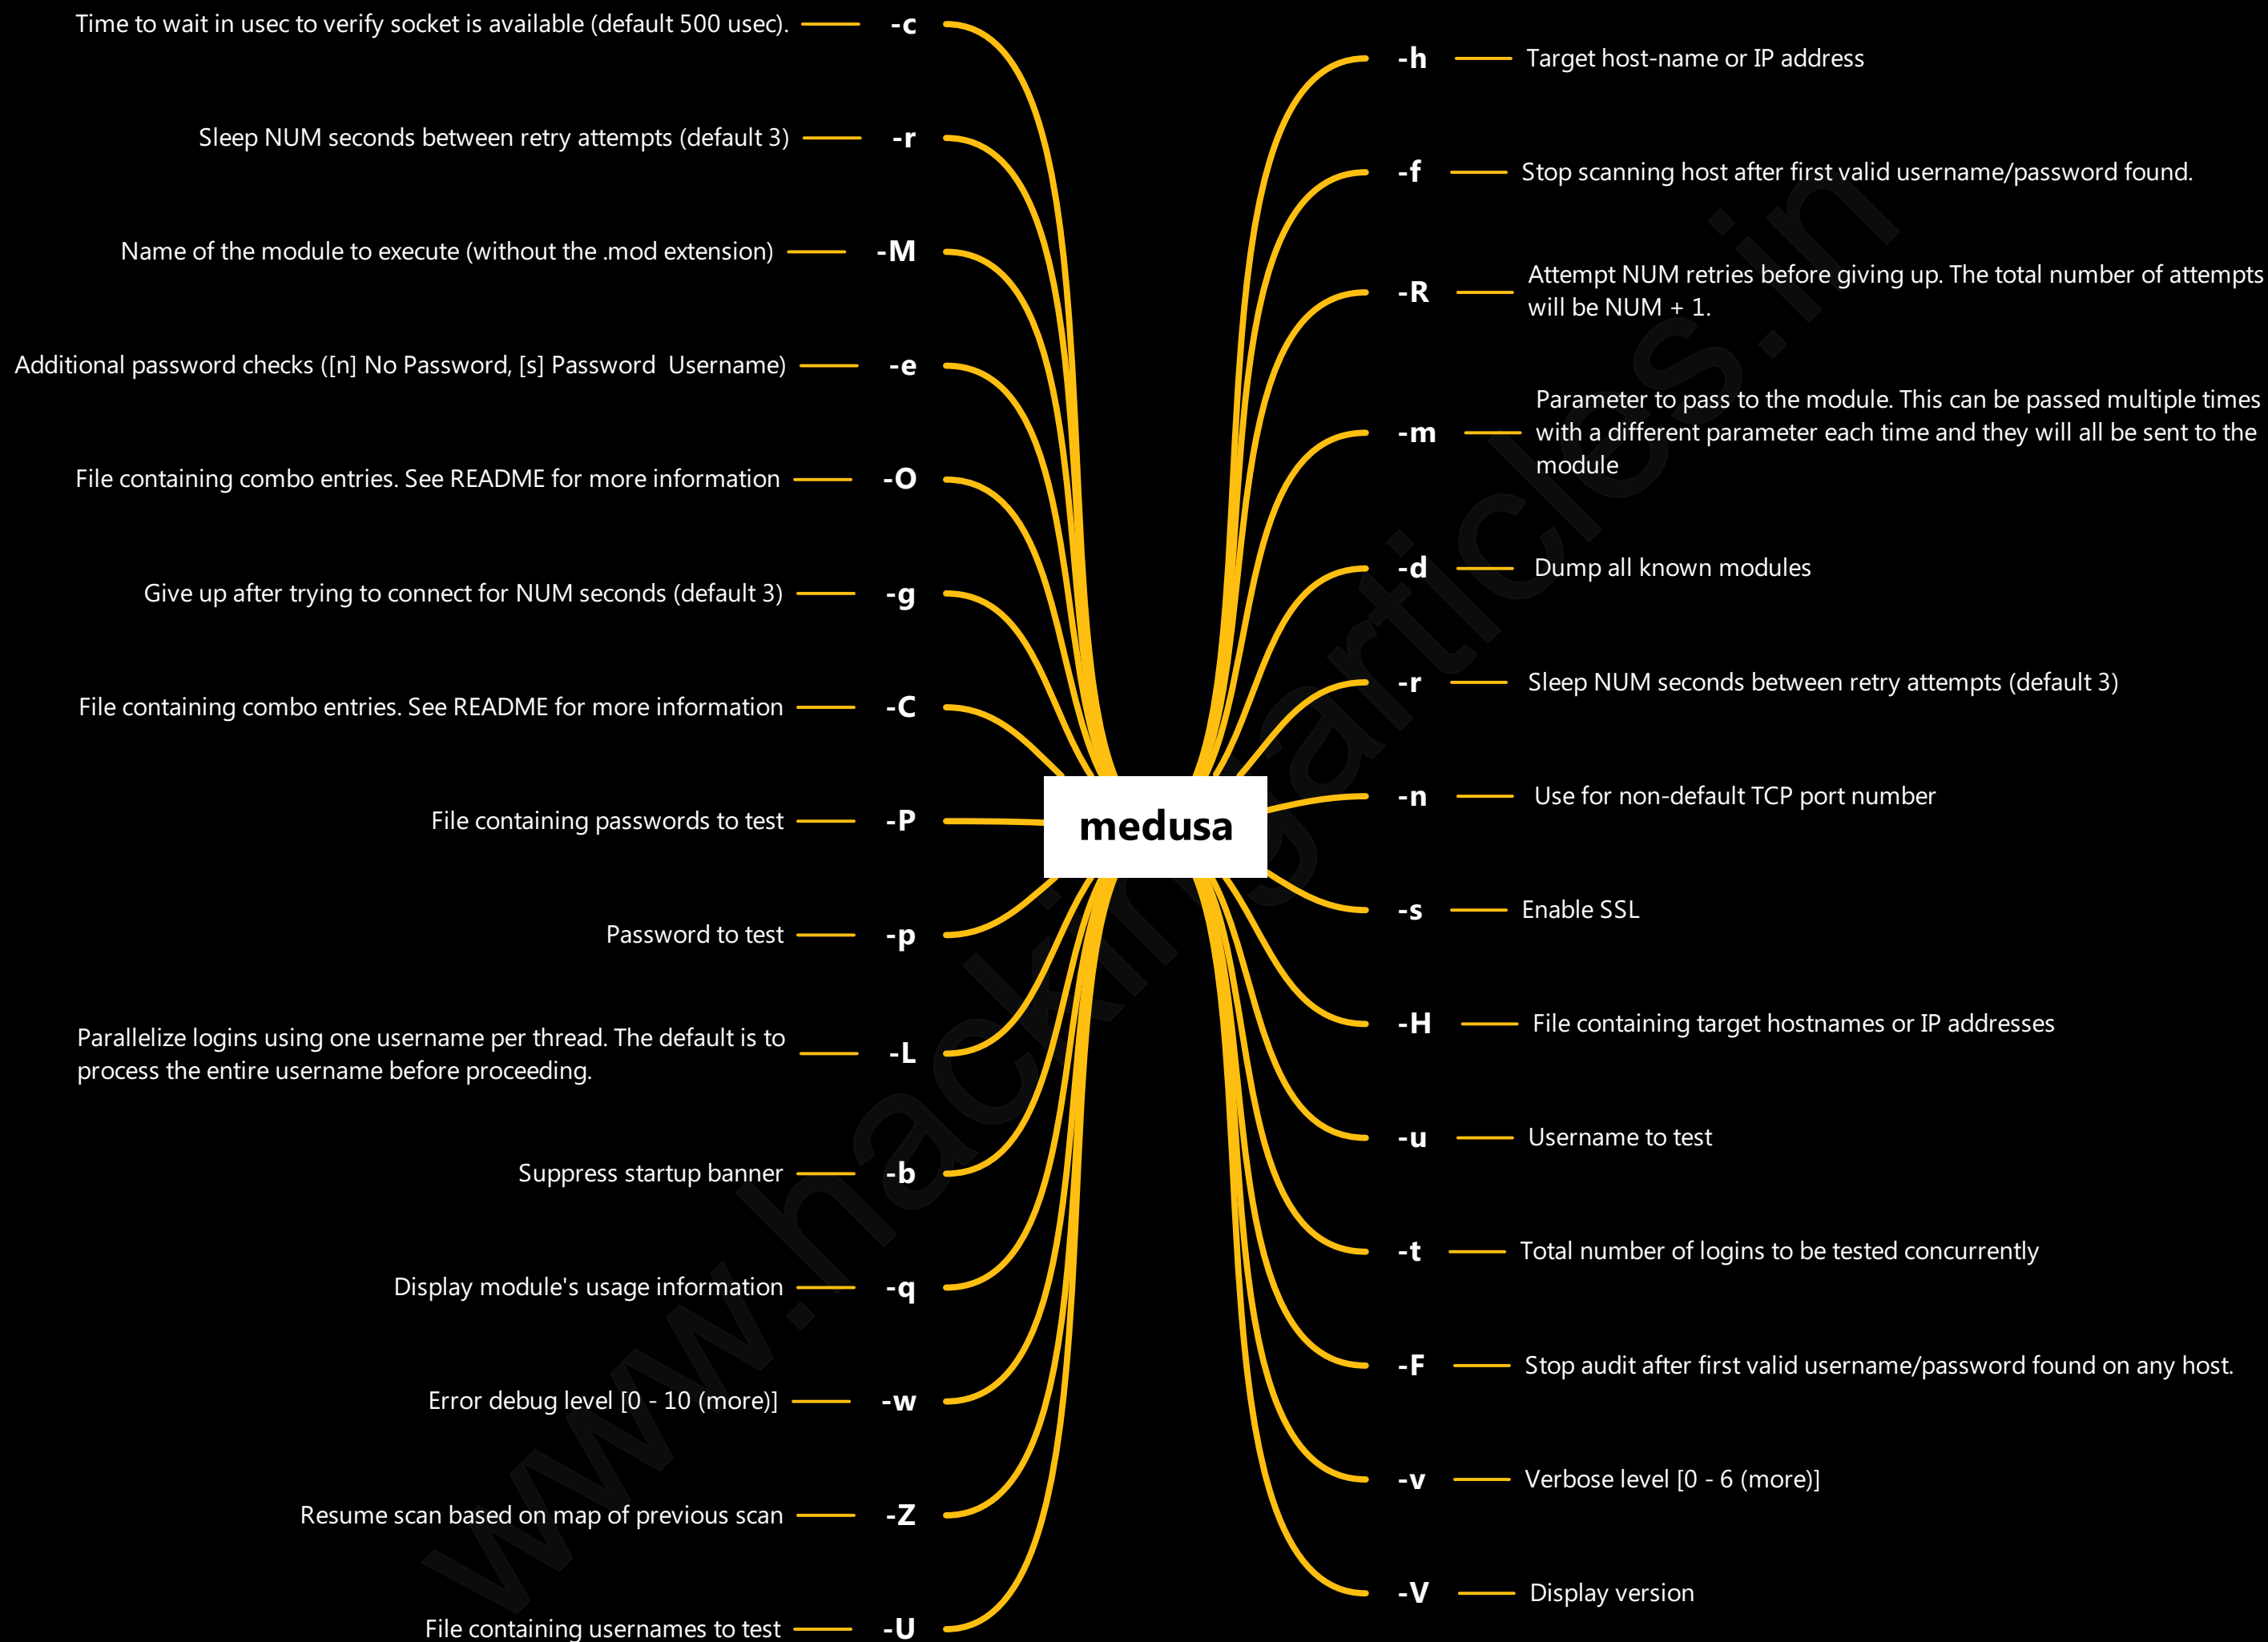 Time to wait in usec to verify socket is available (default 500 usec). -c
Sleep NUM seconds between retry attempts (default 3) -r
Name of the module to execute (without the .mod extension) -M
Additional password checks ([n] No Password, [s] Password  Username) -e
File containing combo entries. See README for more information -O
Give up after trying to connect for NUM seconds (default 3) -g
File containing combo entries. See README for more information -C
File containing passwords to test -P
Password to test -p
Parallelize logins using one username per thread. The default is to
process the entire username before proceeding. -L
Suppress startup banner -b
Display module's usage information -q
Error debug level [0 - 10 (more)] -w
Resume scan based on map of previous scan -Z
File containing usernames to test -U
medusa
-h Target host-name or IP address
-f Stop scanning host after first valid username/password found.
-R Attempt NUM retries before giving up. The total number of attempts
will be NUM + 1.
-m Parameter to pass to the module. This can be passed multiple times
with a different parameter each time and they will all be sent to the
module
-d Dump all known modules
-r Sleep NUM seconds between retry attempts (default 3)
-n Use for non-default TCP port number
-s Enable SSL
-H File containing target hostnames or IP addresses
-u Username to test
-t Total number of logins to be tested concurrently
-F Stop audit after first valid username/password found on any host.
-v Verbose level [0 - 6 (more)]
-V Display version
www.hackingarticles.in